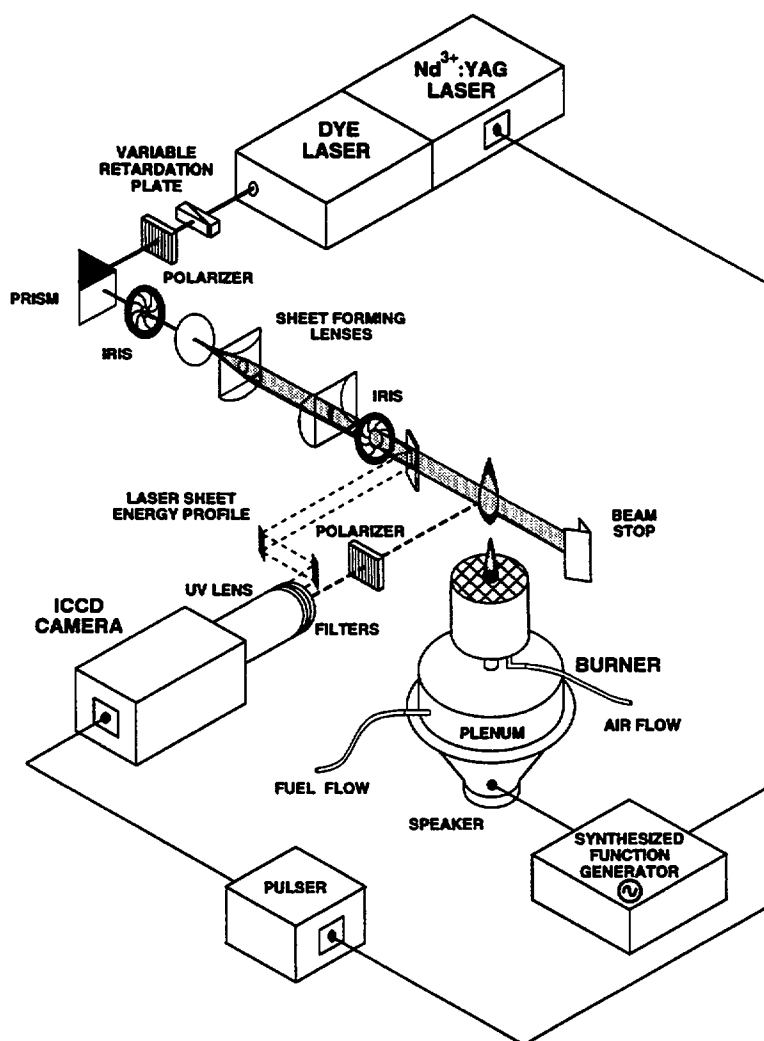 Nd3+:YAG
LASER
DYE
LASER
VARIABLE
RETARDATION
PLATE
POLARIZER
PRISM
IRIS
SHEET FORMING
LENSES
IRIS
LASER SHEET
ENERGY PROFILE
POLARIZER
BEAM
STOP
UV LENS
ICCD
CAMERA
FILTERS
BURNER
AIR FLOW
PLENUM
FUEL FLOW
SPEAKER
SYNTHESIZED
FUNCTION
GENERATOR
PULSER